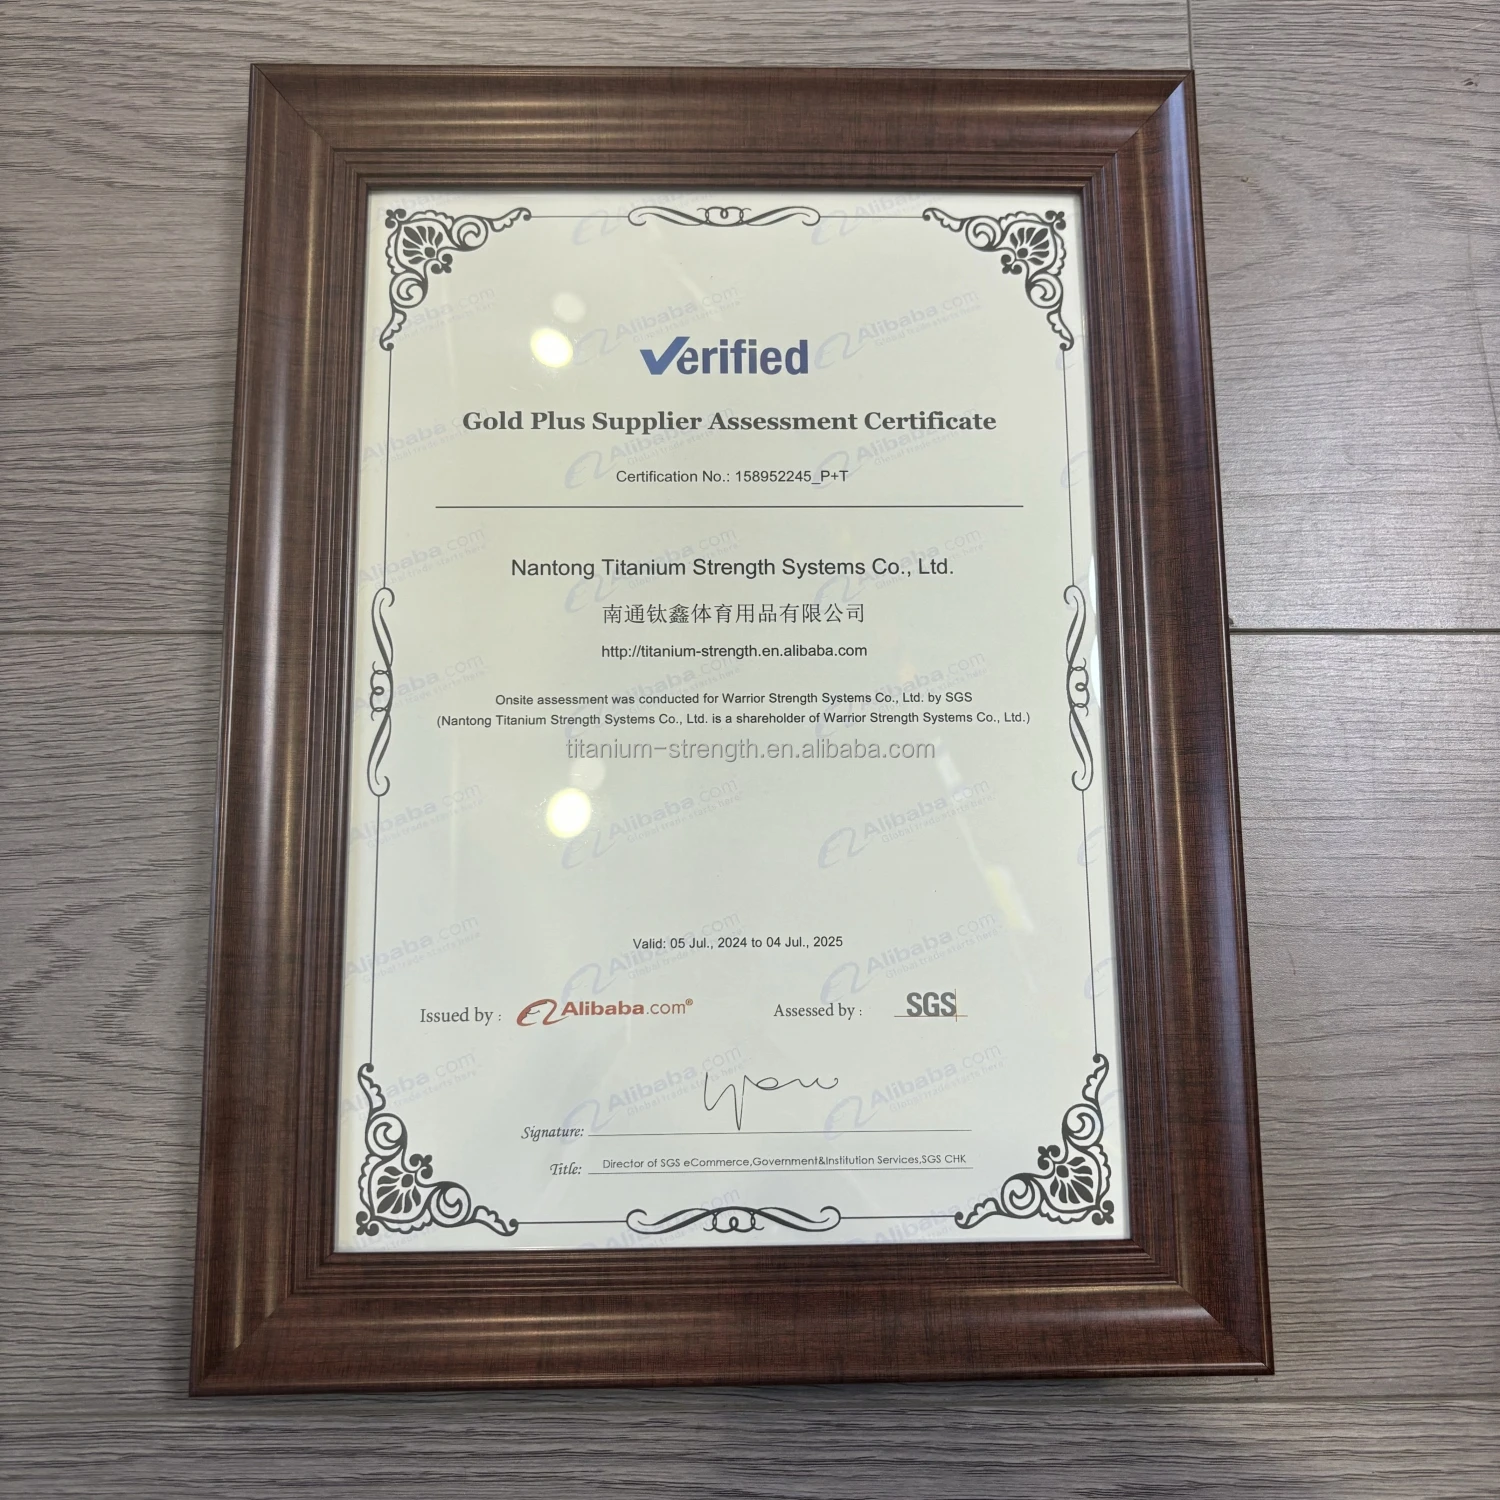 Verified
Gold Plus Supplier Assessment Certificate
Certification No.: 158952245_P+T
Nantong Titanium Strength Systems Co., Ltd.
南通钛鑫体育用品有限公司
http://titanium-strength.en.alibaba.com
Onsite assessment was conducted for Warrior Strength Systems Co., Ltd. by SGS
(Nantong Titanium Strength Systems Co., Ltd. is a shareholder of Warrior Strength Systems Co., Ltd.)
titanium-strength.en.alibaba.com
Valid: 05 Jul., 2024 to 04 Jul., 2025
Issued by : Alibaba.com® Assessed by : SGS
Signature:
Title: Director of SGS eCommerce,Government&Institution Services,SGS CHK